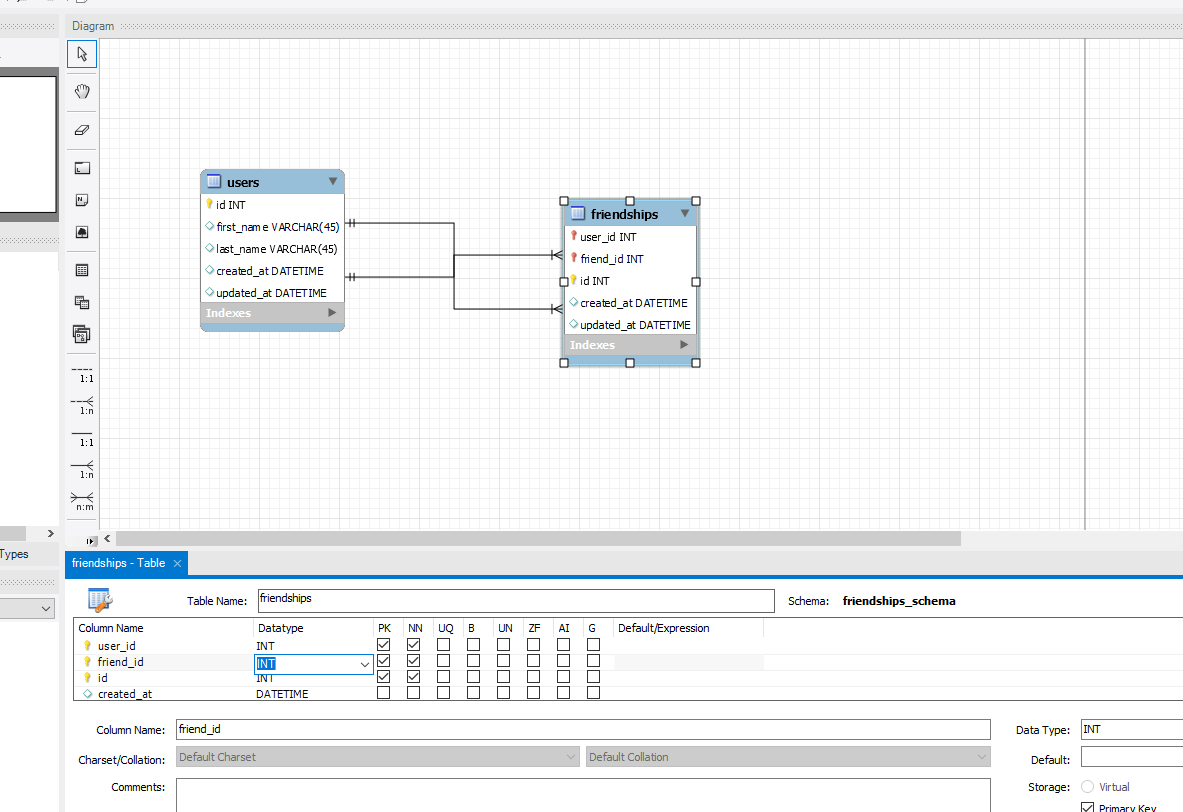 Diagram
users
id INT
first_name VARCHAR(45)
last_name VARCHAR(45)
created_at DATETIME
updated_at DATETIME
Indexes
friendships
user_id INT
friend_id INT
id INT
created_at DATETIME
updated_at DATETIME
Indexes
1:1
1:n
1:1
1:n
n:m
Types
friendships - Table
Table Name: friendships Schema: friendships_schema
Column Name Datatype PK NN UQ B UN ZF AI G Default/Expression
user_id INT
friend_id INT
id INT
created_at DATETIME
Column Name: friend_id Data Type: INT
Charset/Collation: Default Charset Default Collation Default:
Comments: Storage: Virtual
Primary Key